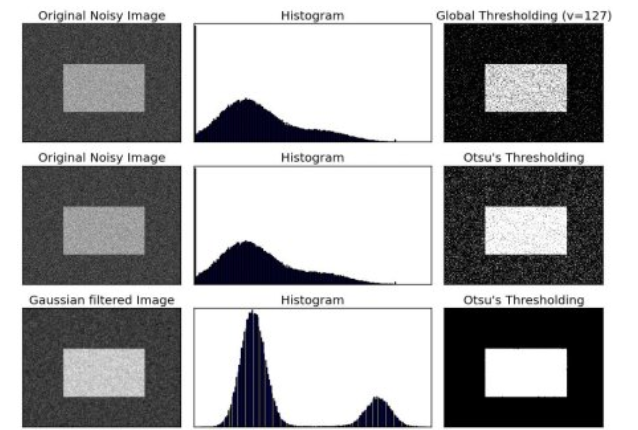 Original Noisy Image
Histogram
Global Thresholding (v=127)
Original Noisy Image
Histogram
Otsu's Thresholding
Gaussian filtered Image
Histogram
Otsu's Thresholding